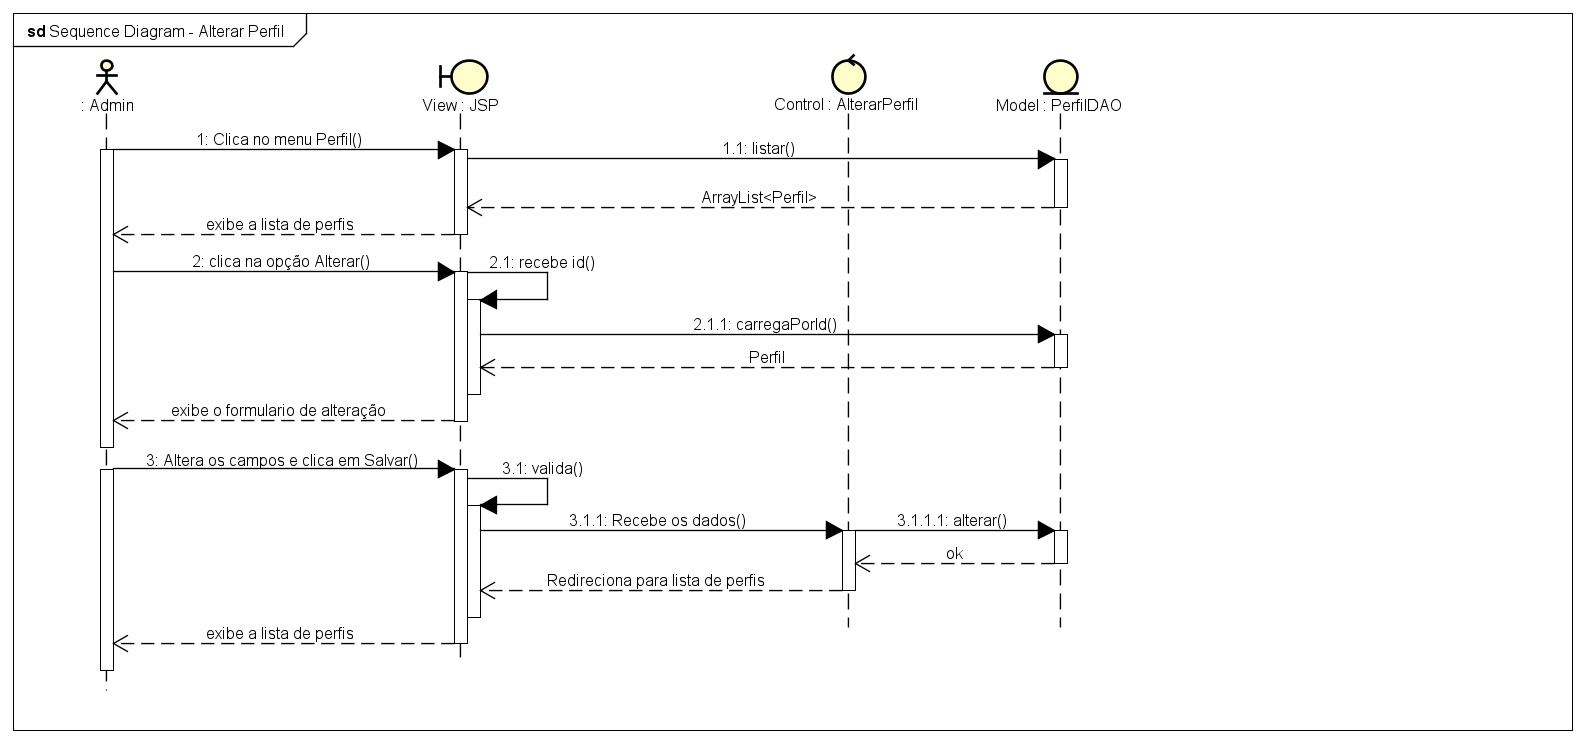 sd Sequence Diagram - Alterar Perfil
: Admin
View : JSP
Control : AlterarPerfil
Model : PerfilDAO
1: Clica no menu Perfil()
1.1: listar()
ArrayList<Perfil>
exibe a lista de perfis
2: clica na opção Alterar()
2.1: recebe id()
2.1.1: carregaPorId()
Perfil
exibe o formulario de alteração
3: Altera os campos e clica em Salvar()
3.1: valida()
3.1.1: Recebe os dados()
3.1.1.1: alterar()
ok
Redireciona para lista de perfis
exibe a lista de perfis